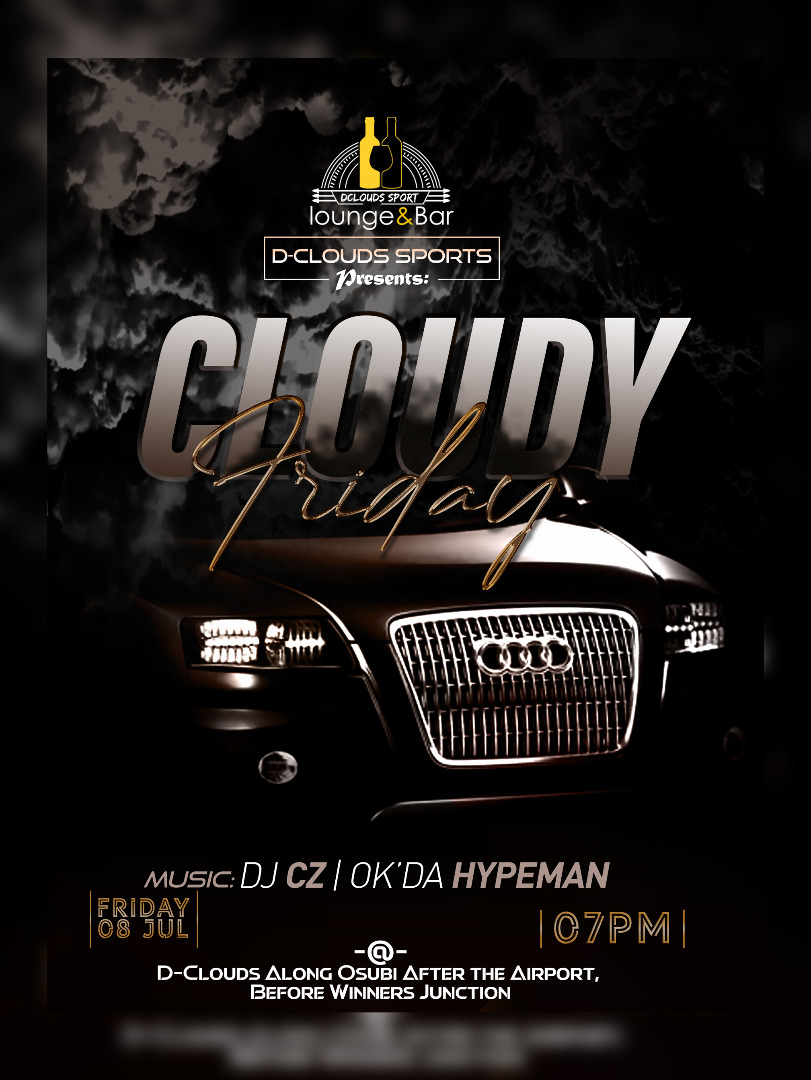 DCLOUDS SPORT
lounge&Bar
D-CLOUDS SPORTS
Presents:
CLOUDY
Friday
MUSIC: DJ CZ | OK'DA HYPEMAN
FRIDAY
08 JUL
|07PM|
-@-
D-Clouds Along Osubi After the Airport,
Before Winners Junction